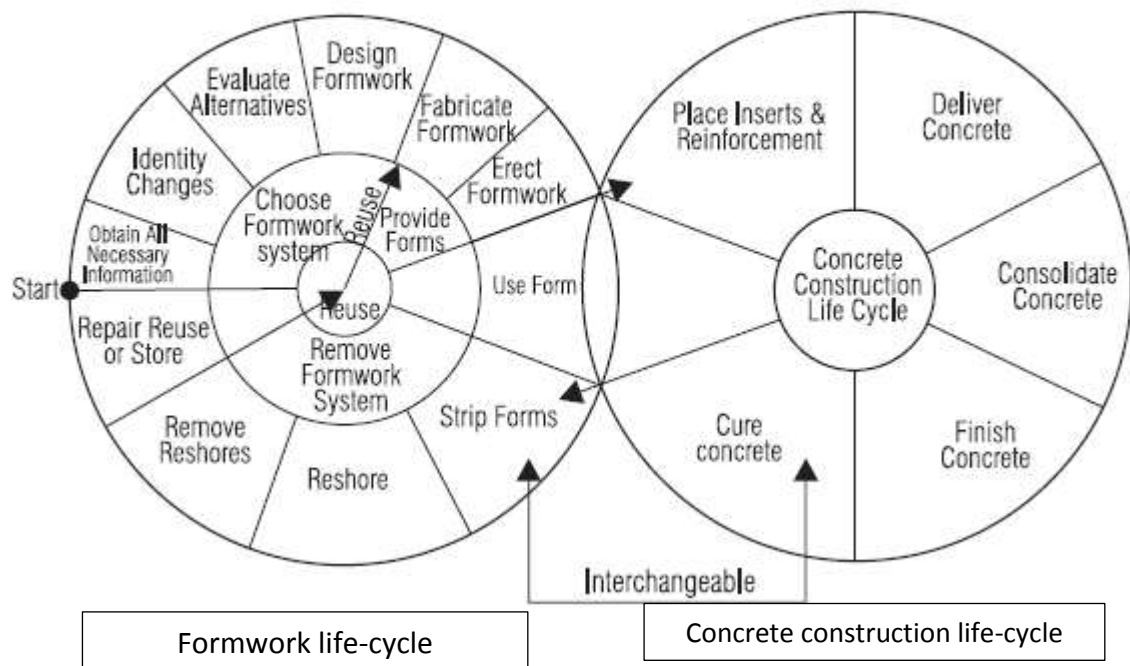 Start
Obtain All
Necessary
Information
Identity
Changes
Evaluate
Alternatives
Design
Formwork
Fabricate
Formwork
Erect
Formwork
Use Form
Strip Forms
Reshore
Remove
Reshores
Repair Reuse
or Store
Choose
Formwork
system
Reuse
Provide
Forms
Reuse
Remove
Formwork
System
Place Inserts &
Reinforcement
Deliver
Concrete
Consolidate
Concrete
Finish
Concrete
Cure
concrete
Concrete
Construction
Life Cycle
Interchangeable
Formwork life-cycle
Concrete construction life-cycle